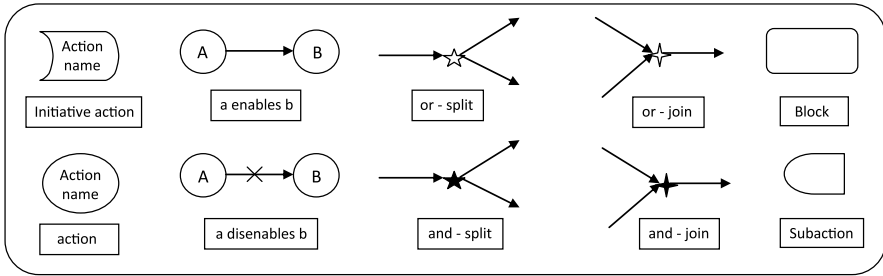 Action
name
A
B
Initiative action
a enables b
or - split
or - join
Block
Action
name
A
B
action
a disenables b
and - split
and - join
Subaction